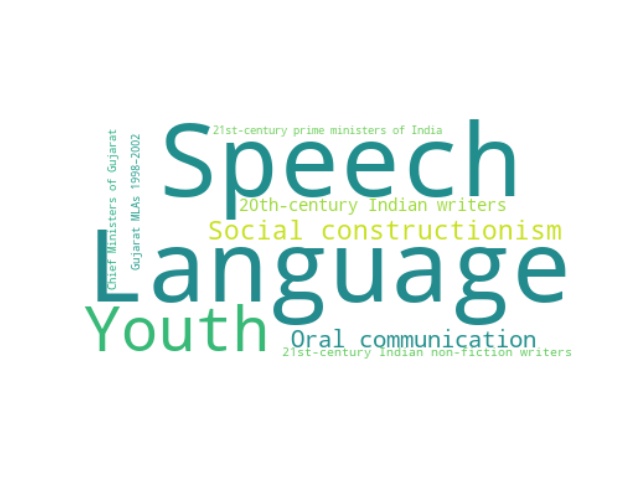 21st-century prime ministers of India
Speech
Chief Ministers of Gujarat
Gujarat MLAs 1998–2002
20th-century Indian writers
Social constructionism
Language
Youth
Oral communication
21st-century Indian non-fiction writers